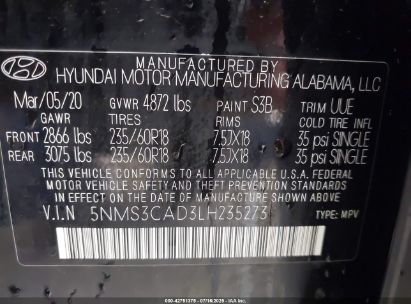 MANUFACTURED BY
HYUNDAI MOTOR MANUFACTURING ALABAMA, LLC
Mar/05/20 GVWR 4872 lbs PAINT S3B TRIM UUE
GAWR TIRES RIMS COLD TIRE INFL
FRONT 2866 lbs 235/60R18 7.5JX18 35 psi SINGLE
REAR 3075 lbs 235/60R18 7.5JX18 35 psi SINGLE
THIS VEHICLE CONFORMS TO ALL APPLICABLE U.S.A. FEDERAL
MOTOR VEHICLE SAFETY, BUMPER, AND THEFT PREVENTION STANDARDS
IN EFFECT ON THE DATE OF MANUFACTURE SHOWN ABOVE.
V.I.N 5NMS3CAD3LH235273 TYPE: MPV